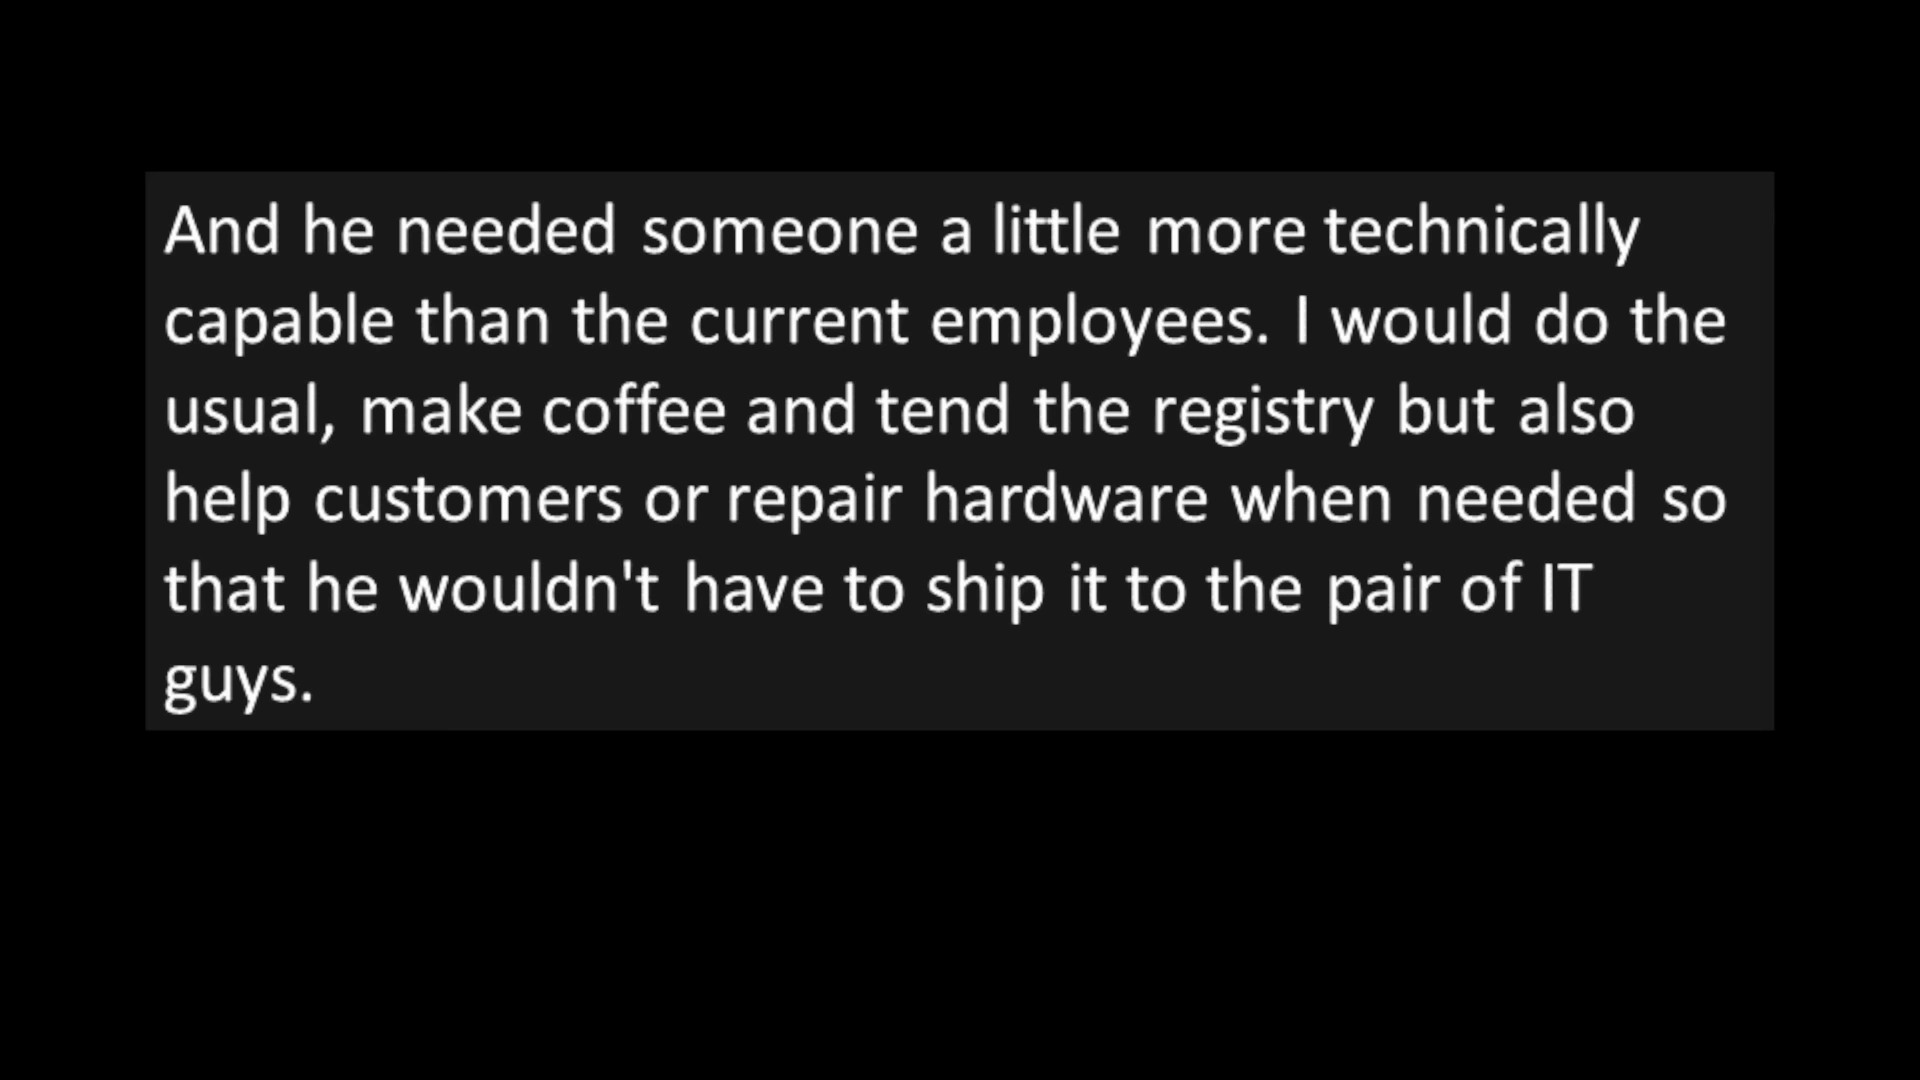 And he needed someone a little more technically
capable than the current employees. I would do the
usual, make coffee and tend the registry but also
help customers or repair hardware when needed so
that he wouldn't have to ship it to the pair of IT
guys.